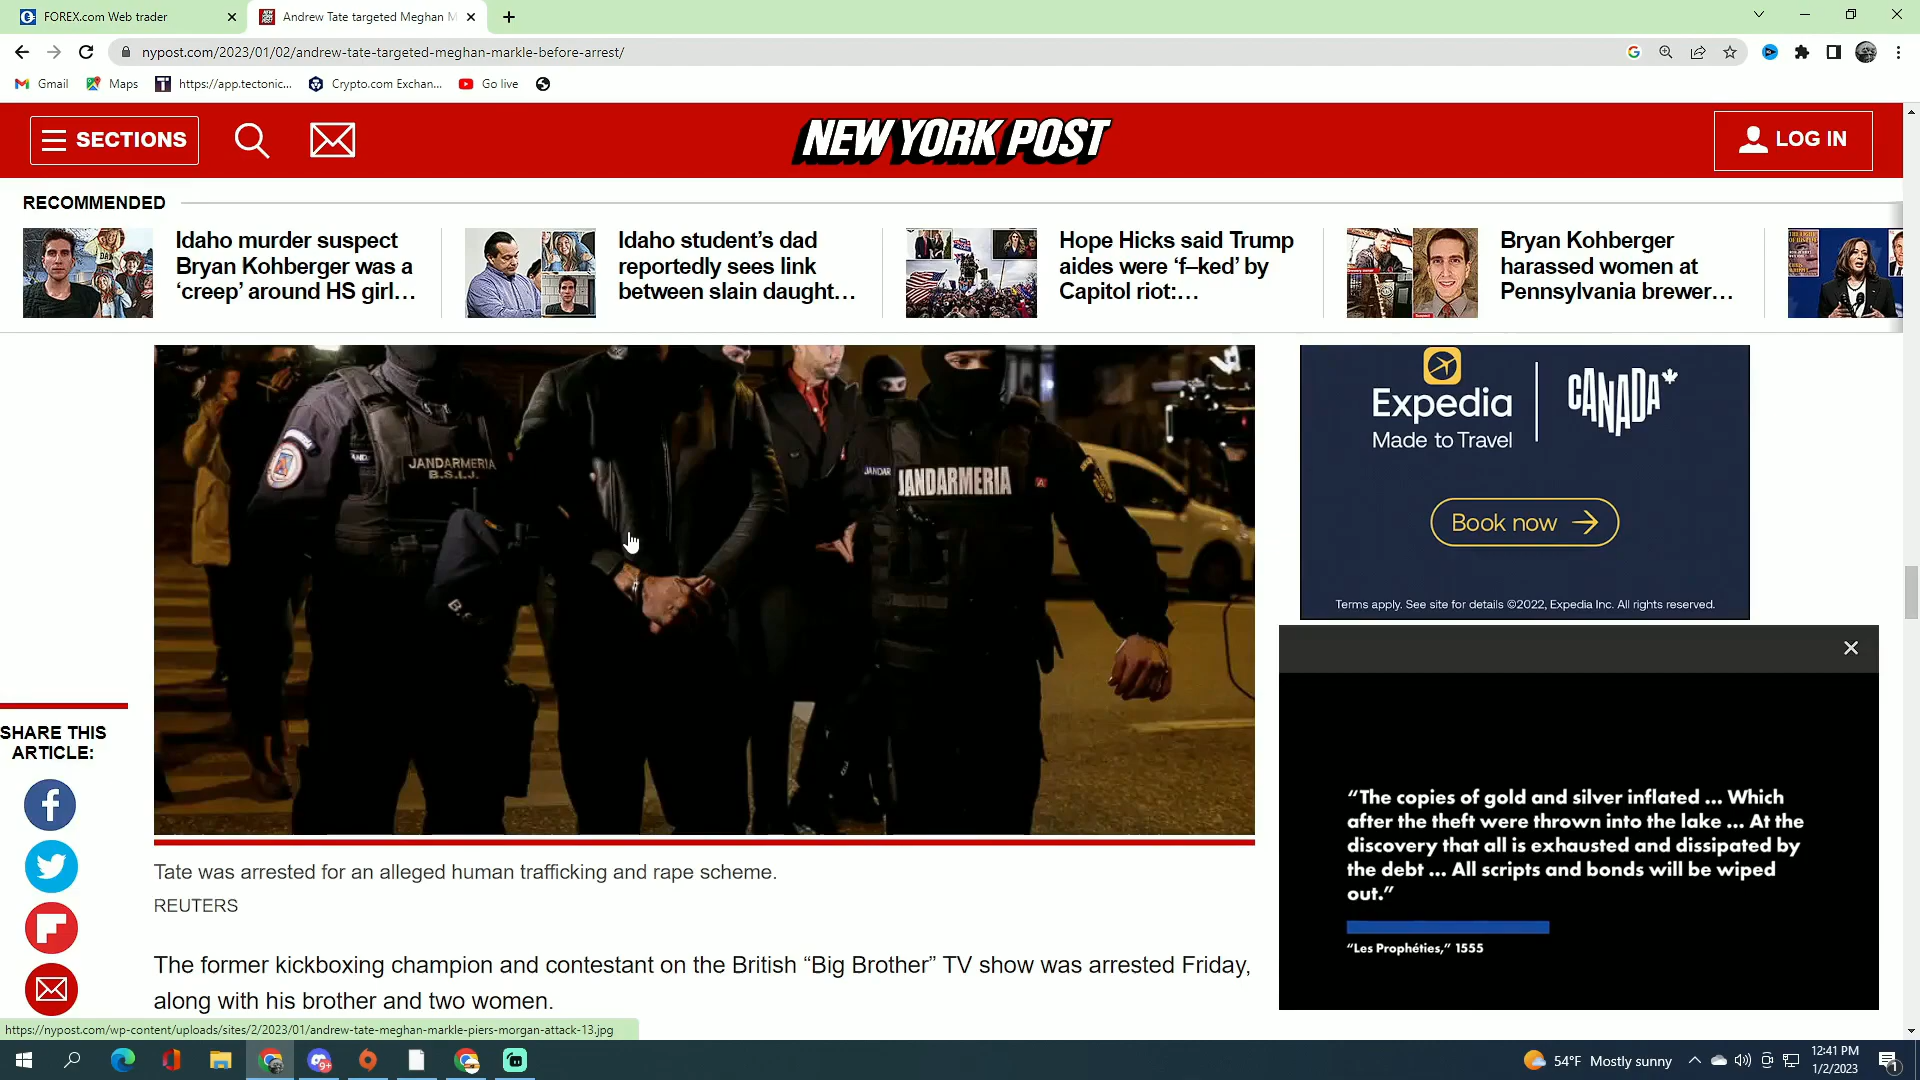 FOREX.com Web trader
Andrew Tate targeted Meghan M
nypost.com/2023/01/02/andrew-tate-targeted-meghan-markle-before-arrest/
Gmail
Maps
https://app.tectonic...
Crypto.com Exchan...
Go live
SECTIONS
NEW YORK POST
LOG IN
RECOMMENDED
Idaho murder suspect
Bryan Kohberger was a
‘creep’ around HS girl...
Idaho student’s dad
reportedly sees link
between slain daught...
Hope Hicks said Trump
aides were ‘f–ked’ by
Capitol riot:...
Bryan Kohberger
harassed women at
Pennsylvania brewer...
JANDARMERIA
B.S.I.J.
JANDAR
JANDARMERIA
Expedia
Made to Travel
CANADA
Book now
Terms apply. See site for details ©2022, Expedia Inc. All rights reserved.
SHARE THIS
ARTICLE:
“The copies of gold and silver inflated ... Which
after the theft were thrown into the lake ... At the
discovery that all is exhausted and dissipated by
the debt ... All scripts and bonds will be wiped
out.”
“Les Prophéties,” 1555
Tate was arrested for an alleged human trafficking and rape scheme.
REUTERS
The former kickboxing champion and contestant on the British “Big Brother” TV show was arrested Friday,
along with his brother and two women.
https://nypost.com/wp-content/uploads/sites/2/2023/01/andrew-tate-meghan-markle-piers-morgan-attack-13.jpg
9+
54°F Mostly sunny
12:41 PM
1/2/2023
1